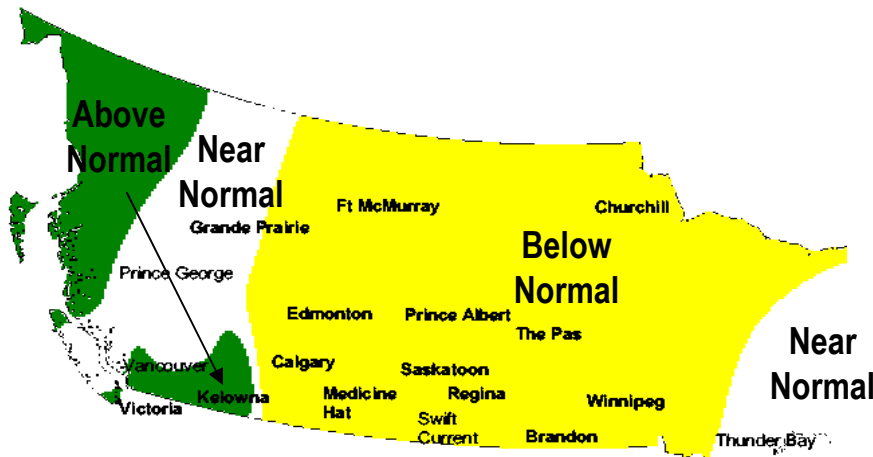 Above
Normal
Near
Normal
Ft McMurray
Churchill
Grande Prairie
Below
Normal
Prince George
Edmonton
Prince Albert
The Pas
Near
Normal
Vancouver
Calgary
Saskatoon
Kelowna
Victoria
Medicine
Hat
Regina
Winnipeg
Swift
Current
Brandon
Thunder Bay